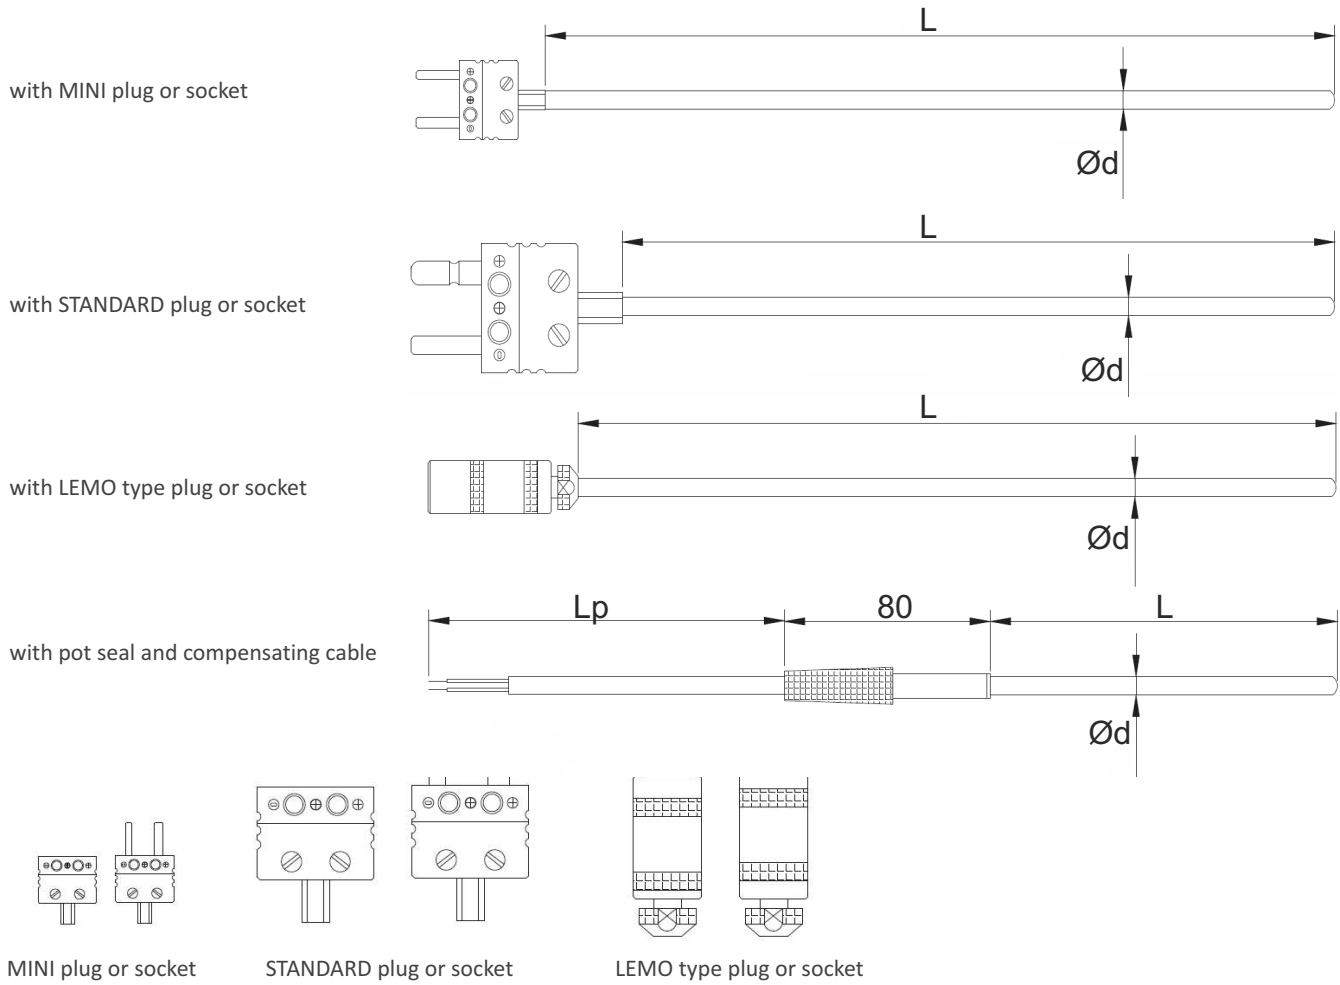 L
with MINI plug or socket
Ød
L
with STANDARD plug or socket
Ød
L
with LEMO type plug or socket
Ød
Lp 80 L
with pot seal and compensating cable
Ød
MINI plug or socket STANDARD plug or socket LEMO type plug or socket